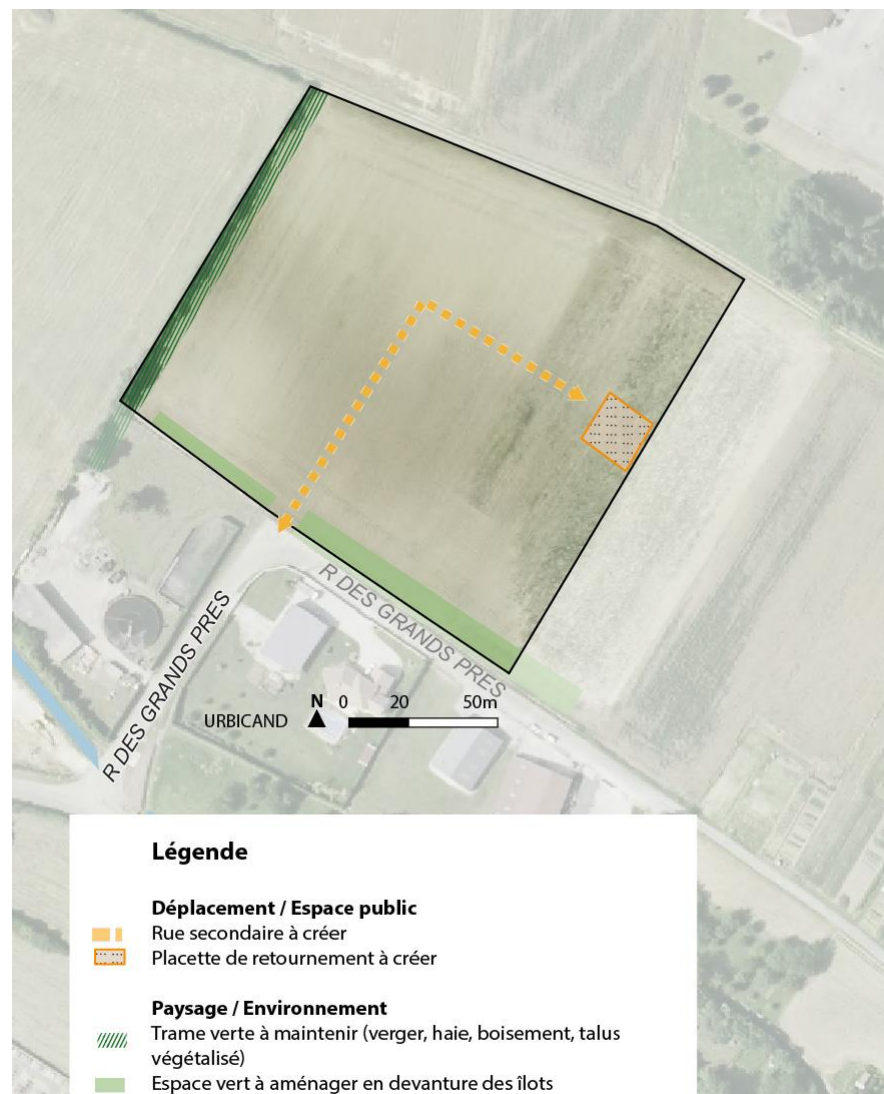 R DES GRANDS PRES
R DES GRANDS PRES
URBICAND
N 0 20 50m
Légende
Déplacement / Espace public
Rue secondaire à créer
Placette de retournement à créer
Paysage / Environnement
Trame verte à maintenir (verger, haie, boisement, talus
végétalisé)
Espace vert à aménager en devanture des îlots